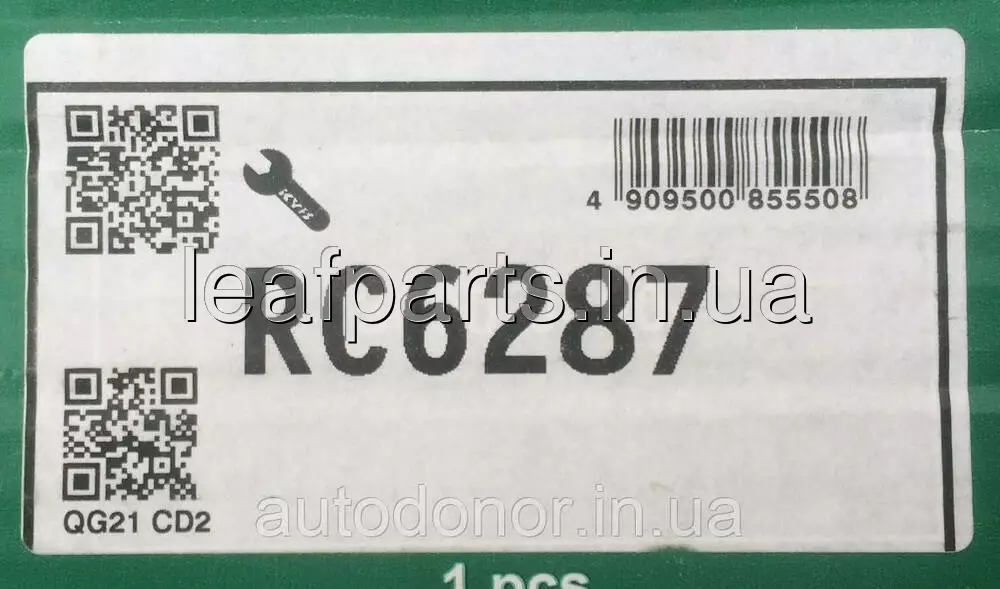 KYB
4 909500 855508
leafparts.in.ua
RC6287
QG21 CD2
autodonor.in.ua
1 pcs